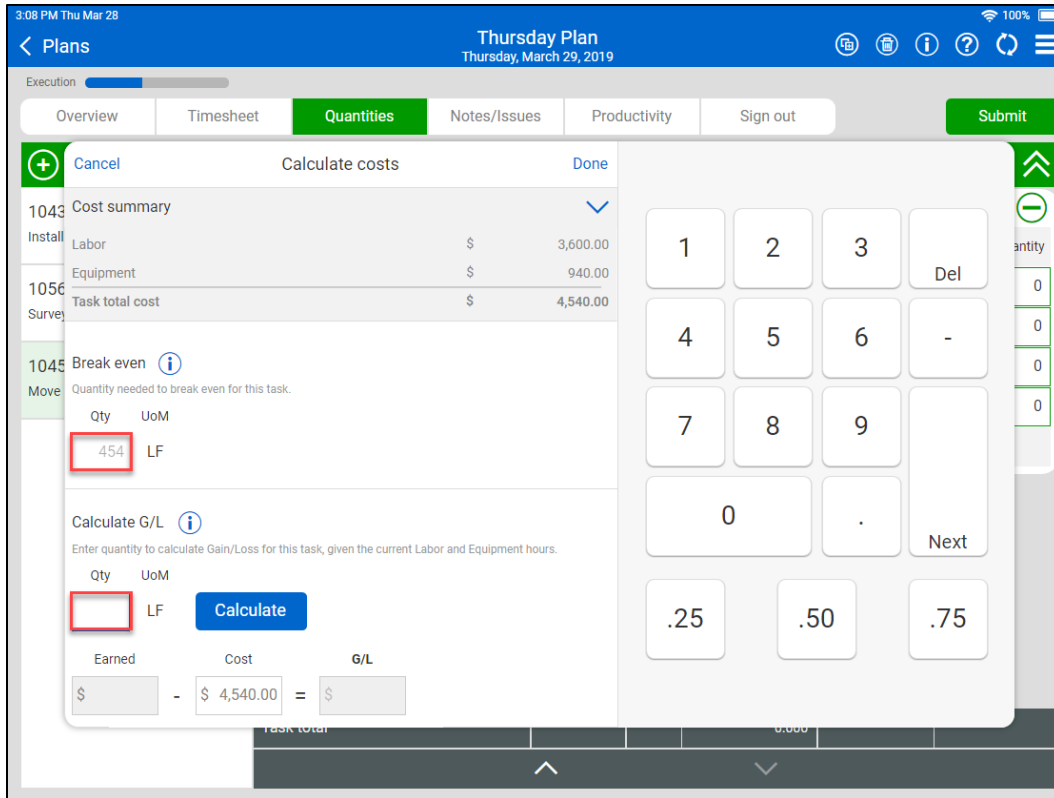 3:08 PM Thu Mar 28
100%
Plans
Thursday Plan
Thursday, March 29, 2019
Execution
Overview
Timesheet
Quantities
Notes/Issues
Productivity
Sign out
Submit
Cancel
Calculate costs
Done
1043
Install
1056
Survey
1045
Move
Cost summary
Labor $ 3,600.00
Equipment $ 940.00
Task total cost $ 4,540.00
Break even i
Quantity needed to break even for this task.
Qty UoM
454 LF
Calculate G/L i
Enter quantity to calculate Gain/Loss for this task, given the current Labor and Equipment hours.
Qty UoM
LF Calculate
Earned Cost G/L
$ - $ 4,540.00 = $
1 2 3 Del
4 5 6 -
7 8 9
0 . Next
.25 .50 .75
antity
0
0
0
0
Task total 0.000